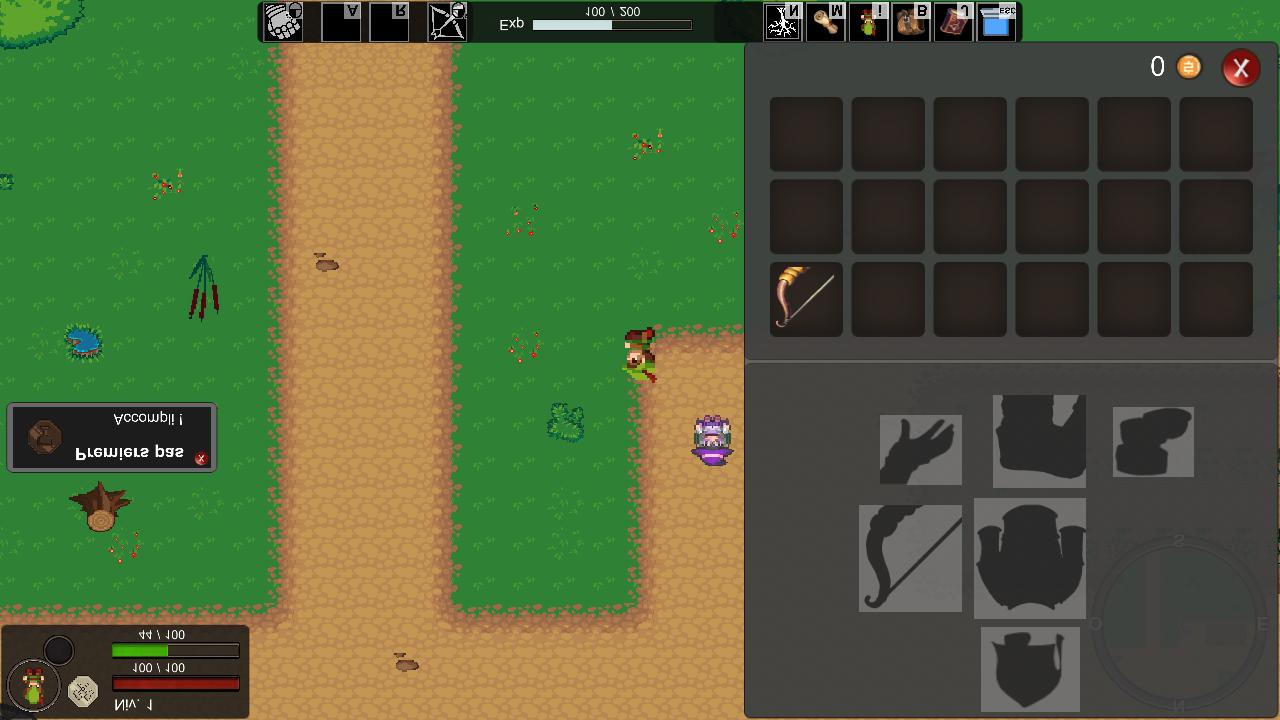 A
R
Exp
100 / 200
N
M
I
B
J
ESC
0
Premiers pas
Accompli !
Niv. 1
100 / 100
44 / 100
N
O
E
S